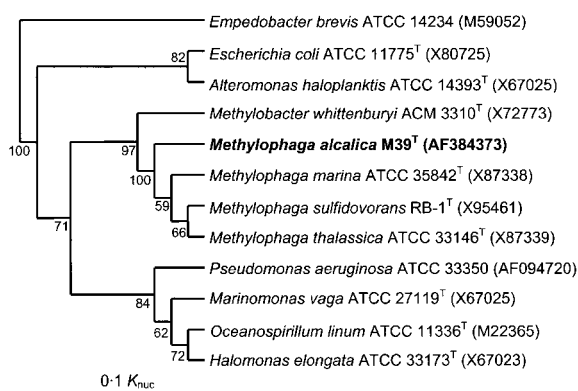 Empedobacter brevis ATCC 14234 (M59052)
82
Escherichia coli ATCC 11775ᵀ (X80725)
Alteromonas haloplanktis ATCC 14393ᵀ (X67025)
Methylobacter whittenburyi ACM 3310ᵀ (X72773)
100
97
Methylophaga alcalica M39ᵀ (AF384373)
100
Methylophaga marina ATCC 35842ᵀ (X87338)
59
Methylophaga sulfidovorans RB-1ᵀ (X95461)
71
66
Methylophaga thalassica ATCC 33146ᵀ (X87339)
Pseudomonas aeruginosa ATCC 33350 (AF094720)
84
Marinomonas vaga ATCC 27119ᵀ (X67025)
62
Oceanospirillum linum ATCC 11336ᵀ (M22365)
72
Halomonas elongata ATCC 33173ᵀ (X67023)
0·1 Knuc